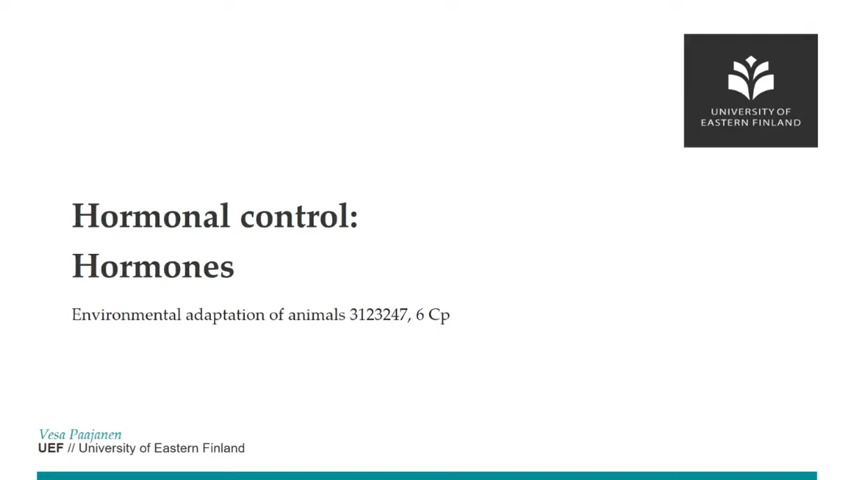 UNIVERSITY OF
EASTERN FINLAND
Hormonal control:
Hormones
Environmental adaptation of animals 3123247, 6 Cp
Vesa Paajanen
UEF // University of Eastern Finland